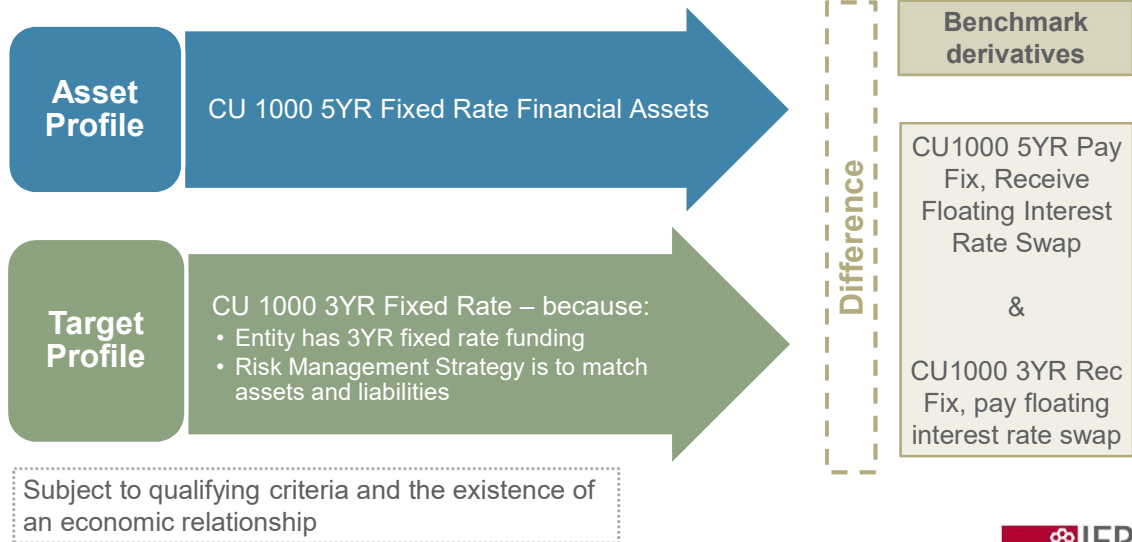 Asset
Profile
CU 1000 5YR Fixed Rate Financial Assets
Target
Profile
CU 1000 3YR Fixed Rate – because:
• Entity has 3YR fixed rate funding
• Risk Management Strategy is to match
assets and liabilities
Subject to qualifying criteria and the existence of
an economic relationship
Difference
Benchmark
derivatives
CU1000 5YR Pay
Fix, Receive
Floating Interest
Rate Swap
&
CU1000 3YR Rec
Fix, pay floating
interest rate swap